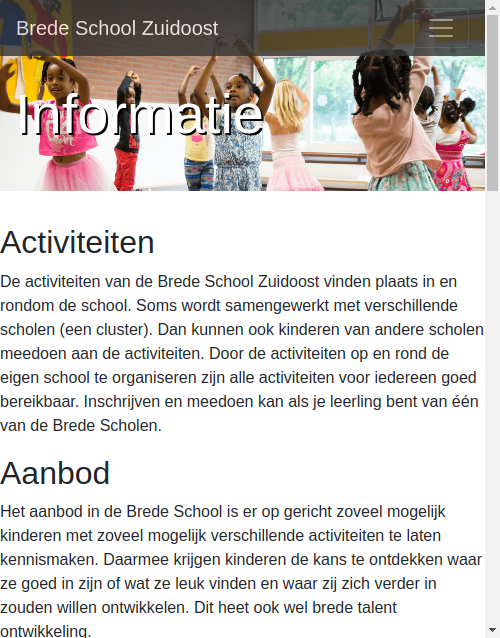 Brede School Zuidoost
Informatie
Activiteiten
De activiteiten van de Brede School Zuidoost vinden plaats in en
rondom de school. Soms wordt samengewerkt met verschillende
scholen (een cluster). Dan kunnen ook kinderen van andere scholen
meedoen aan de activiteiten. Door de activiteiten op en rond de
eigen school te organiseren zijn alle activiteiten voor iedereen goed
bereikbaar. Inschrijven en meedoen kan als je leerling bent van één
van de Brede Scholen.
Aanbod
Het aanbod in de Brede School is er op gericht zoveel mogelijk
kinderen met zoveel mogelijk verschillende activiteiten te laten
kennismaken. Daarmee krijgen kinderen de kans te ontdekken waar
ze goed in zijn of wat ze leuk vinden en waar zij zich verder in
zouden willen ontwikkelen. Dit heet ook wel brede talent
ontwikkeling.